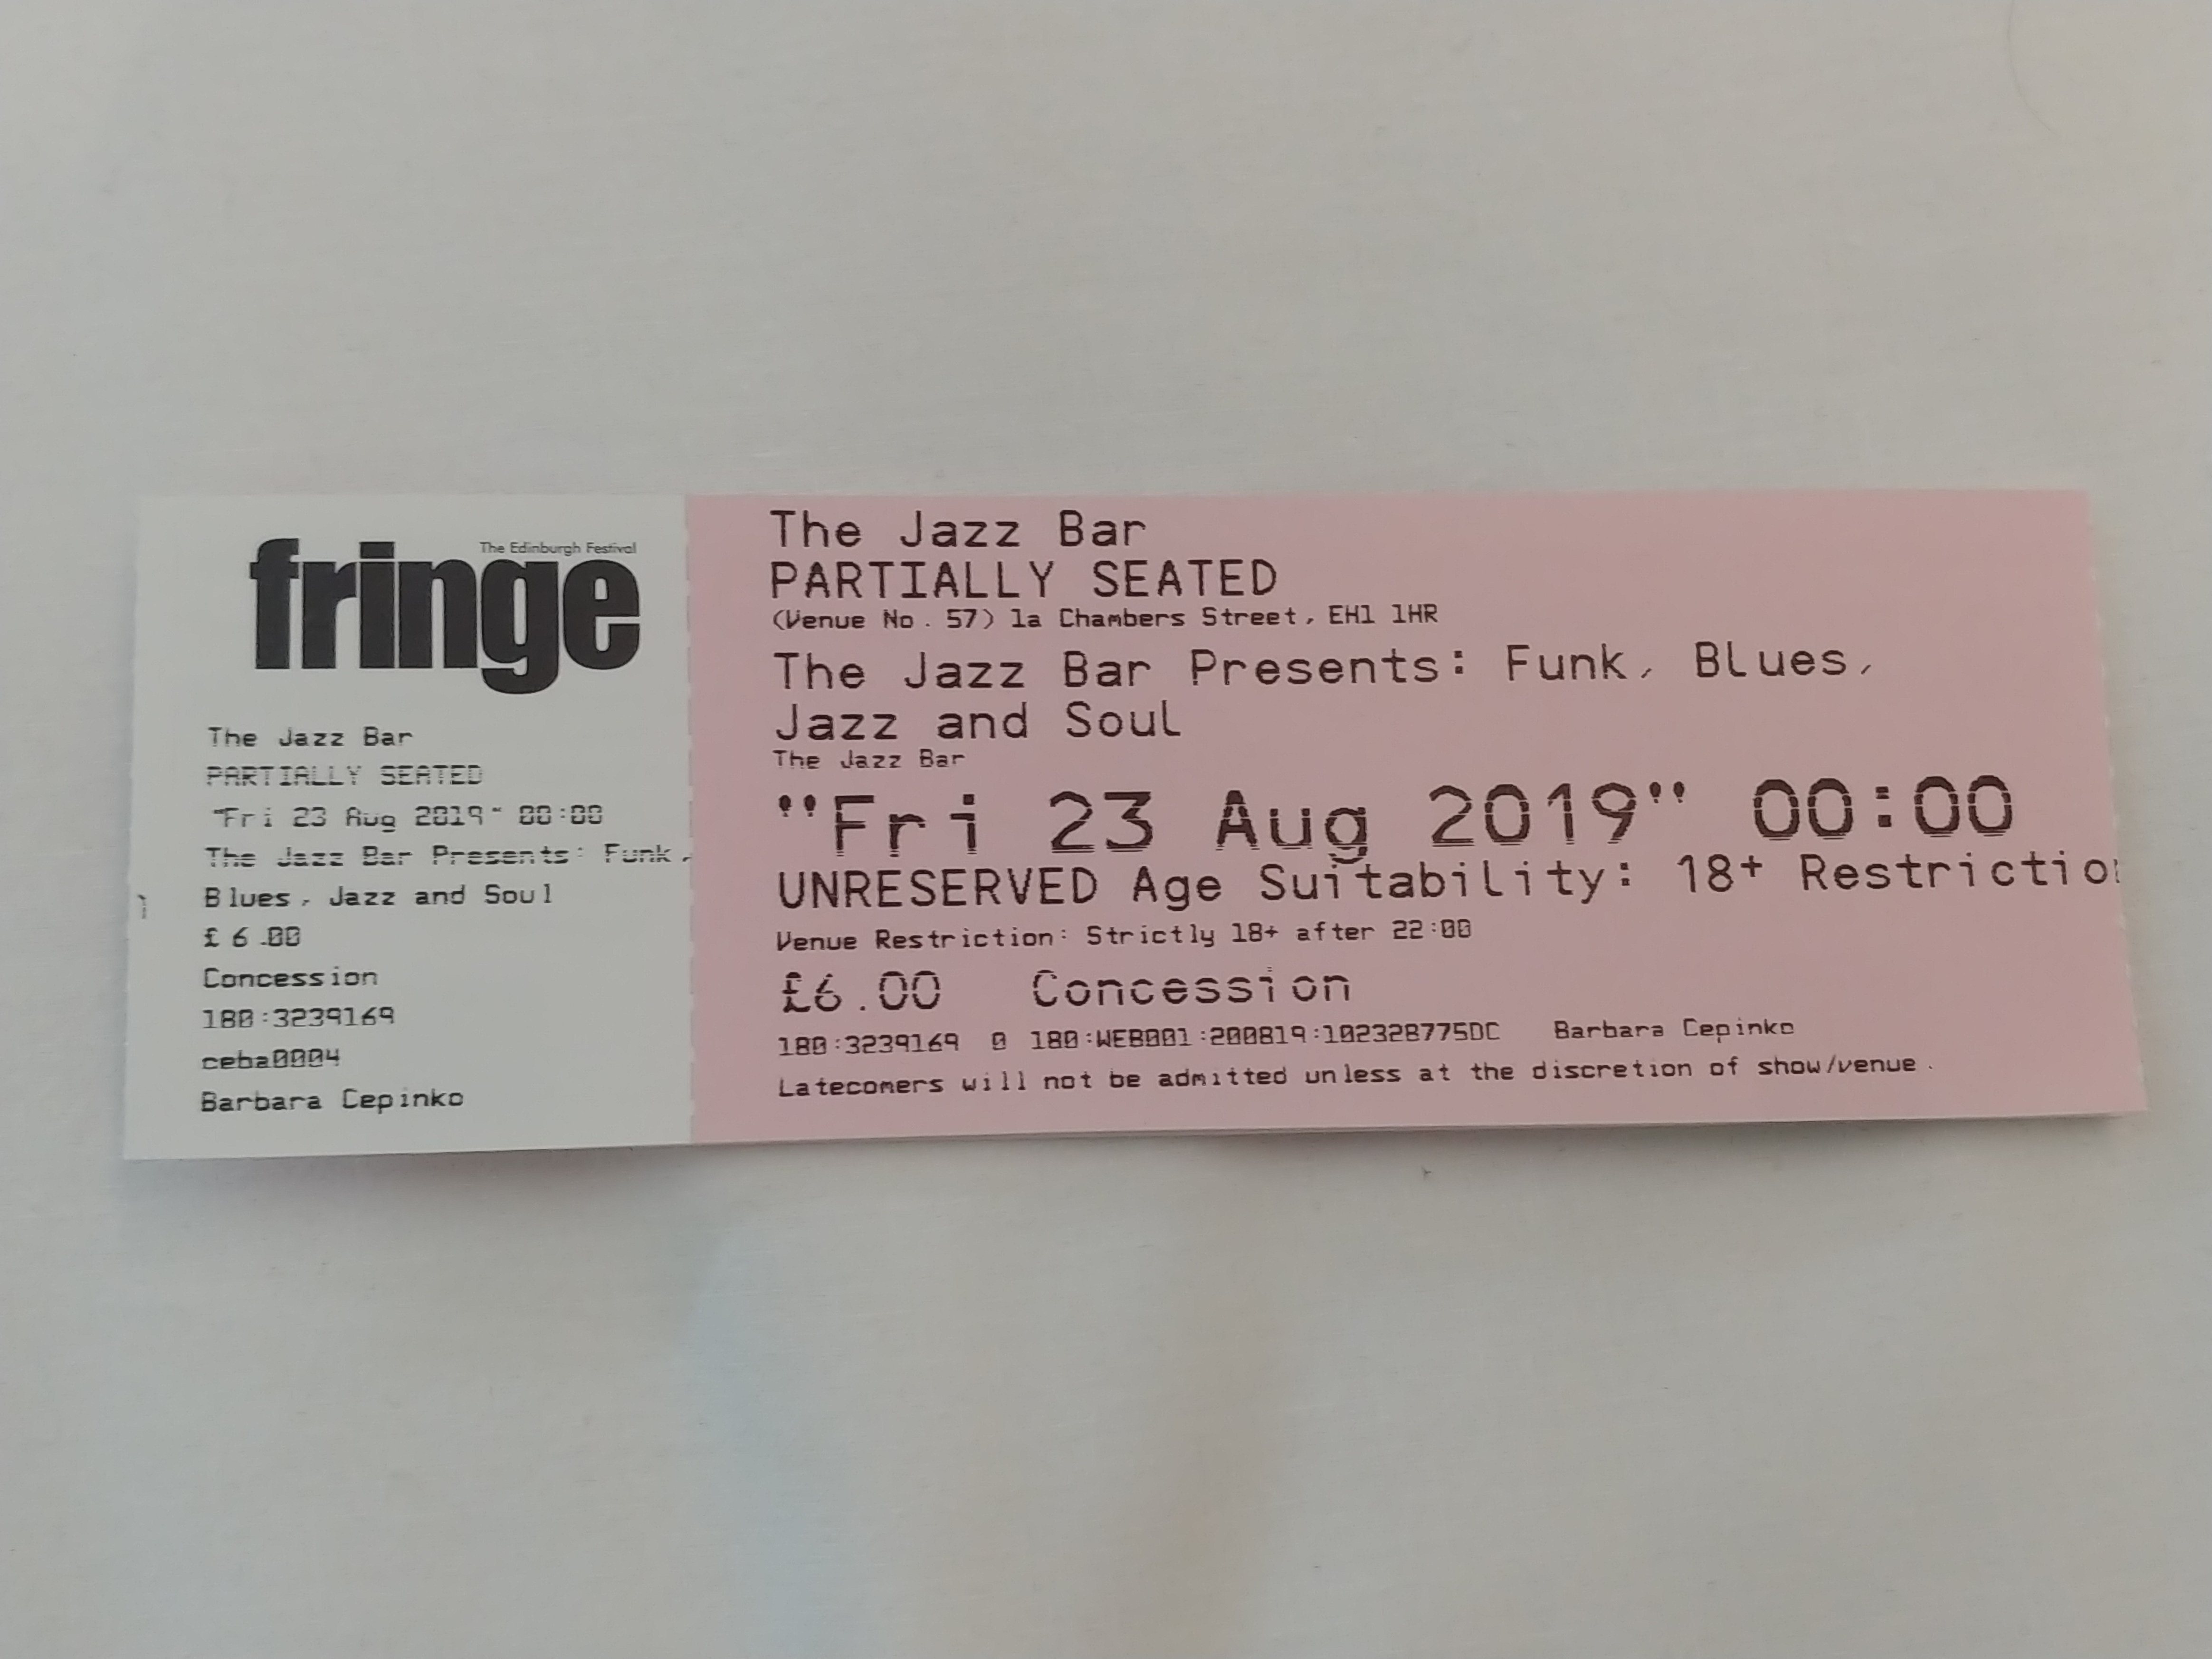 The Edinburgh Festival
fringe
The Jazz Bar
PARTIALLY SEATED
"Fri 23 Aug 2019" 00:00
The Jazz Bar Presents: Funk,
Blues, Jazz and Soul
£6.00
Concession
180:3239169
ceba0004
Barbara Cepinko
The Jazz Bar
PARTIALLY SEATED
(Venue No. 57) 1a Chambers Street, EH1 1HR
The Jazz Bar Presents: Funk, Blues,
Jazz and Soul
The Jazz Bar
"Fri 23 Aug 2019" 00:00
UNRESERVED Age Suitability: 18+ Restriction
Venue Restriction: Strictly 18+ after 22:00
£6.00 Concession
180:3239169 0 180:WEB001:200819:102328775DC Barbara Cepinko
Latecomers will not be admitted unless at the discretion of show/venue.